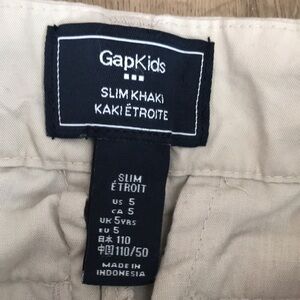 GapKids
SLIM KHAKI
KAKI ÉTROITE
SLIM
ÉTROIT
US 5
CA 5
UK 5YRS
EU 5
日本 110
中国 110/50
MADE IN
INDONESIA